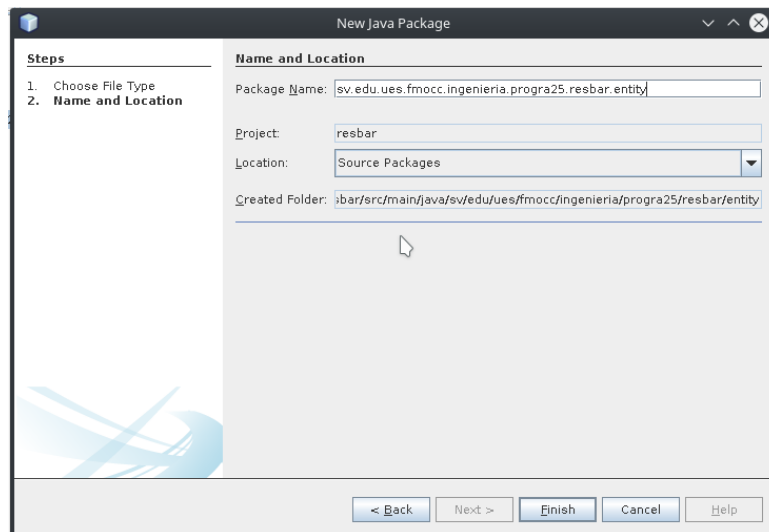 New Java Package
Steps
1. Choose File Type
2. Name and Location
Name and Location
Package Name: sv.edu.ues.fmocc.ingenieria.progra25.resbar.entity
Project: resbar
Location: Source Packages
Created Folder: sbar/src/main/java/sv/edu/ues/fmocc/ingenieria/progra25/resbar/entity
< Back Next > Finish Cancel Help